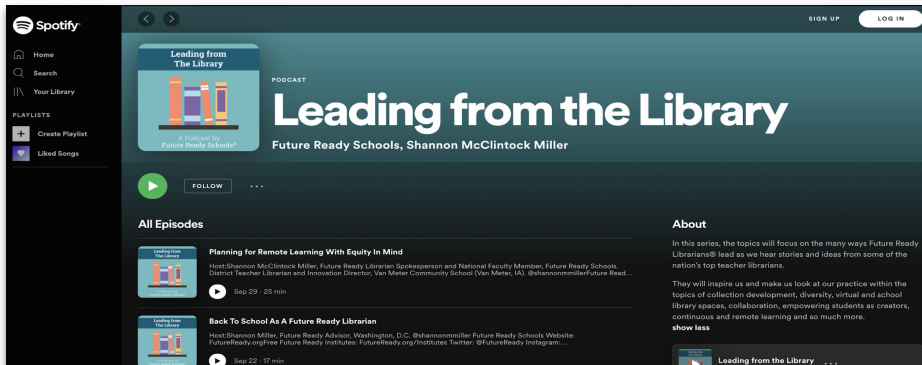 Spotify
SIGN UP
LOG IN
Home
Search
Your Library
PLAYLISTS
Create Playlist
Liked Songs
Leading from
The Library
A Podcast by
Future Ready Schools®
PODCAST
Leading from the Library
Future Ready Schools, Shannon McClintock Miller
FOLLOW
All Episodes
Leading from
The Library
Planning for Remote Learning With Equity In Mind
Host:Shannon McClintock Miller, Future Ready Librarian Spokesperson and National Faculty Member, Future Ready Schools,
District Teacher Librarian and Innovation Director, Van Meter Community School (Van Meter, IA). @shannonmmillerFuture Read...
Sep 29 · 25 min
Leading from
The Library
Back To School As A Future Ready Librarian
Host:Shannon Miller, Future Ready Advisor, Washington, D.C. @shannonmmiller Future Ready Schools Website:
FutureReady.orgFree Future Ready Institutes: FutureReady.org/Institutes Twitter: @FutureReady Instagram:...
Sep 22 · 17 min
About
In this series, the topics will focus on the many ways Future Ready
Librarians® lead as we hear stories and ideas from some of the
nation's top teacher librarians.
They will inspire us and make us look at our practice within the
topics of collection development, diversity, virtual and school
library spaces, collaboration, empowering students as creators,
continuous and remote learning and so much more.
show less
Leading from the Library